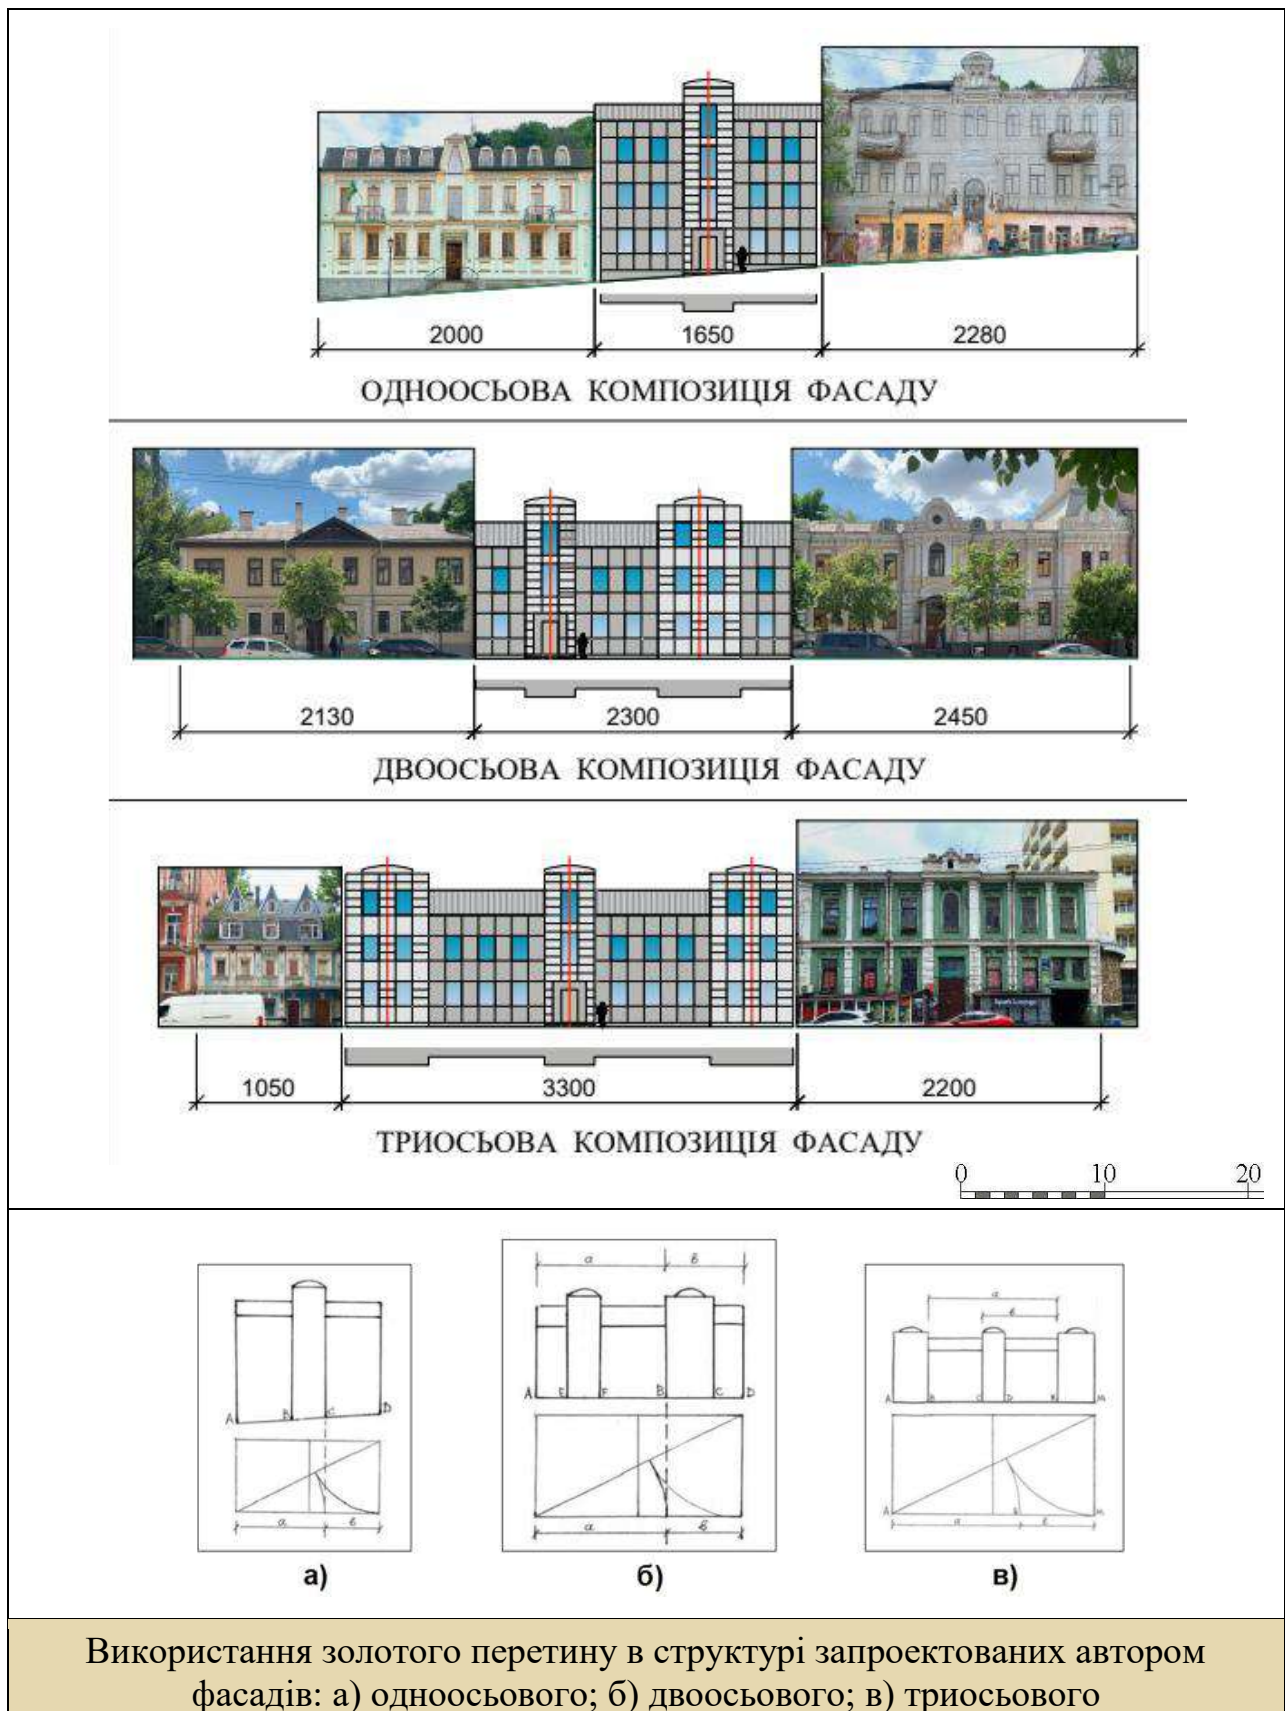 2000 1650 2280
ОДНООСЬОВА КОМПОЗИЦІЯ ФАСАДУ
2130 2300 2450
ДВООСЬОВА КОМПОЗИЦІЯ ФАСАДУ
1050 3300 2200
ТРИОСЬОВА КОМПОЗИЦІЯ ФАСАДУ
0 10 20
A B C D
a в
a в
A E F B C D
a в
a в
A B C D K M
A M
a в
а) б) в)
Використання золотого перетину в структурі запроектованих автором
фасадів: а) одноосьового; б) двоосьового; в) триосьового